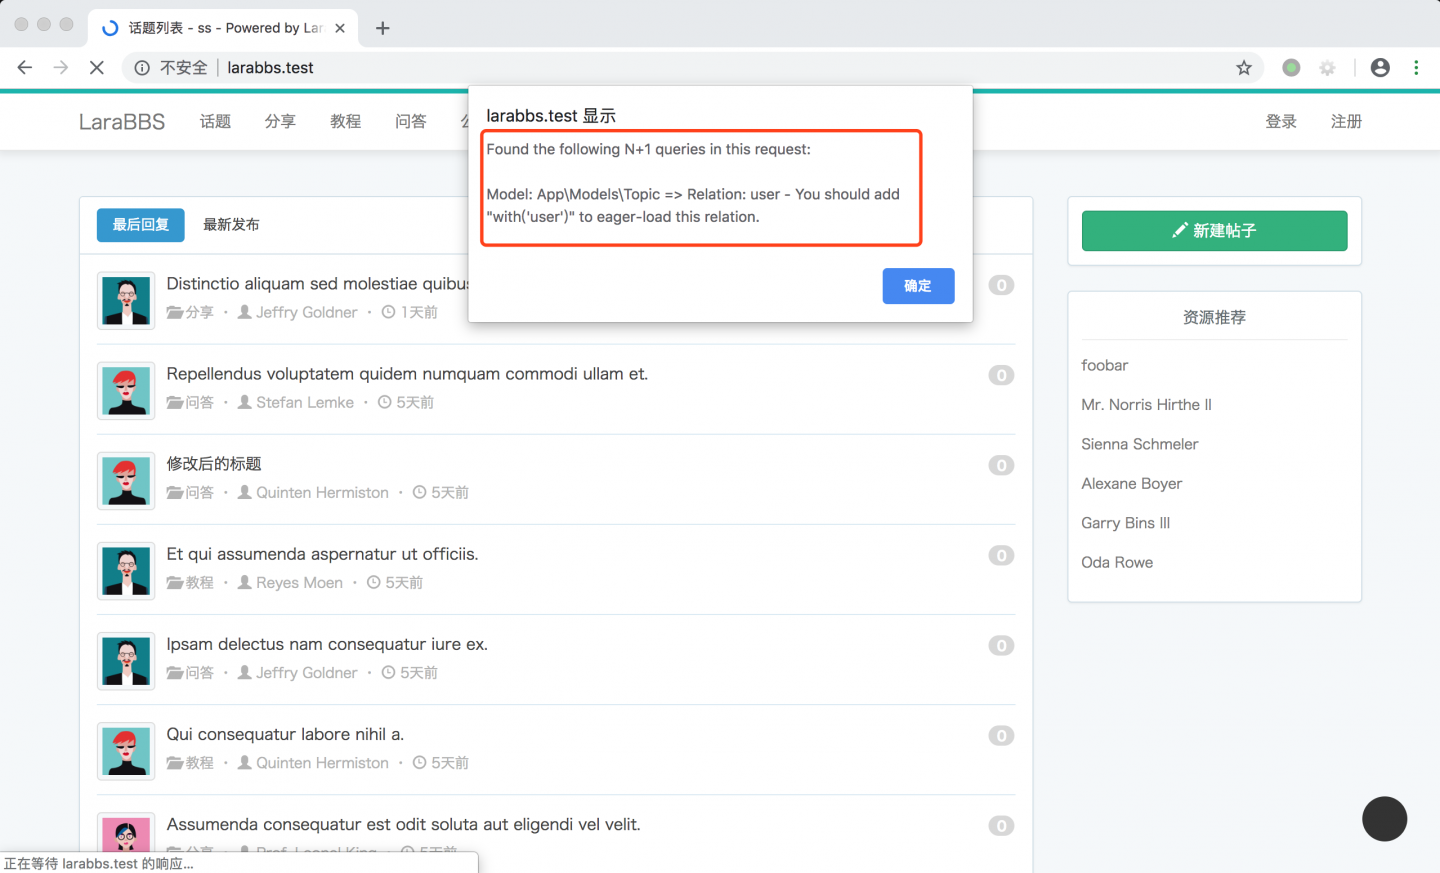 话题列表 - ss - Powered by Lar
不安全 larabbs.test
larabbs.test 显示
Found the following N+1 queries in this request:
Model: App\Models\Topic => Relation: user - You should add
"with('user')" to eager-load this relation.
确定
LaraBBS 话题 分享 教程 问答 登录 注册
最后回复 最新发布
Distinctio aliquam sed molestiae quibus
分享 · Jeffry Goldner · 1天前
0
Repellendus voluptatem quidem numquam commodi ullam et.
问答 · Stefan Lemke · 5天前
0
修改后的标题
问答 · Quinten Hermiston · 5天前
0
Et qui assumenda aspernatur ut officiis.
教程 · Reyes Moen · 5天前
0
Ipsam delectus nam consequatur iure ex.
问答 · Jeffry Goldner · 5天前
0
Qui consequatur labore nihil a.
教程 · Quinten Hermiston · 5天前
0
Assumenda consequatur est odit soluta aut eligendi vel velit.
分享 · Prof. Leonel King · 5天前
0
新建帖子
资源推荐
foobar
Mr. Norris Hirthe II
Sienna Schmeler
Alexane Boyer
Garry Bins III
Oda Rowe
正在等待 larabbs.test 的响应...